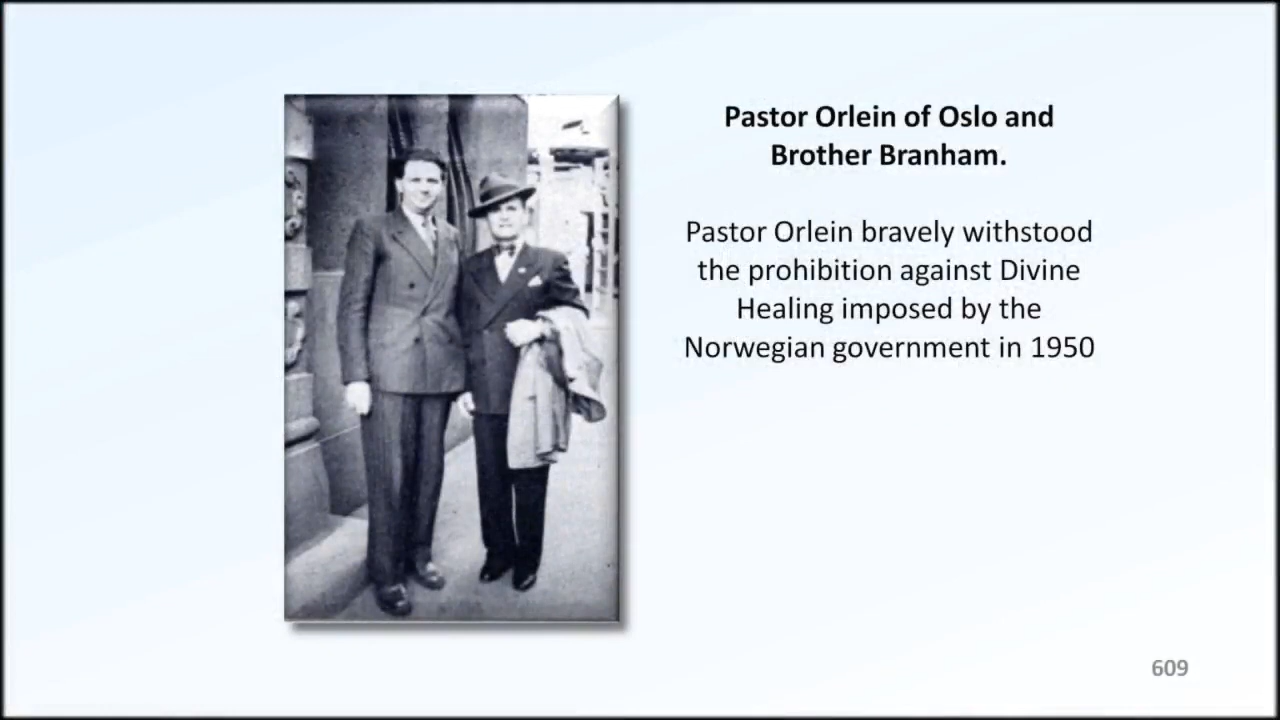 Pastor Orlein of Oslo and
Brother Branham.
Pastor Orlein bravely withstood
the prohibition against Divine
Healing imposed by the
Norwegian government in 1950
609